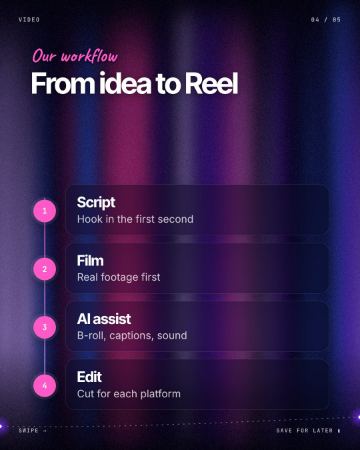 VIDEO
04 / 05
Our workflow
From idea to Reel
1
Script
Hook in the first second
2
Film
Real footage first
3
AI assist
B-roll, captions, sound
4
Edit
Cut for each platform
SWIPE →
SAVE FOR LATER